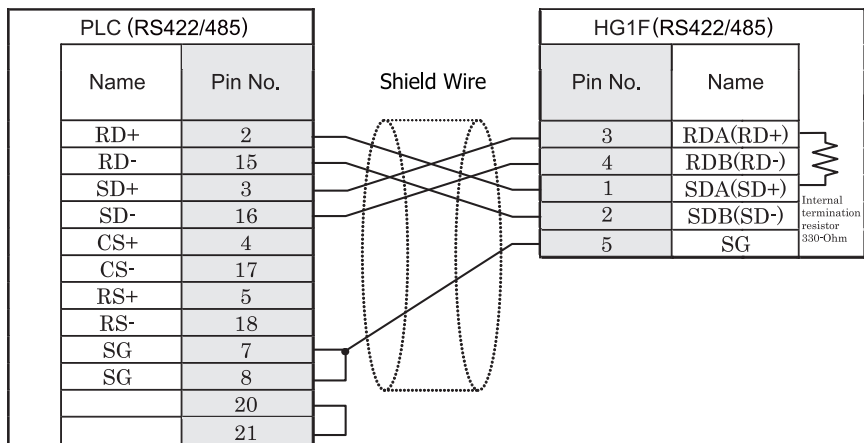 PLC (RS422/485)
Name Pin No.
RD+ 2
RD- 15
SD+ 3
SD- 16
CS+ 4
CS- 17
RS+ 5
RS- 18
SG 7
SG 8
20
21
Shield Wire
HG1F(RS422/485)
Pin No. Name
3 RDA(RD+)
4 RDB(RD-)
1 SDA(SD+)
2 SDB(SD-)
5 SG
Internal
termination
resistor
330-Ohm